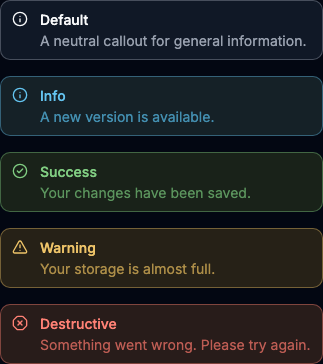 Default
A neutral callout for general information.
Info
A new version is available.
Success
Your changes have been saved.
Warning
Your storage is almost full.
Destructive
Something went wrong. Please try again.